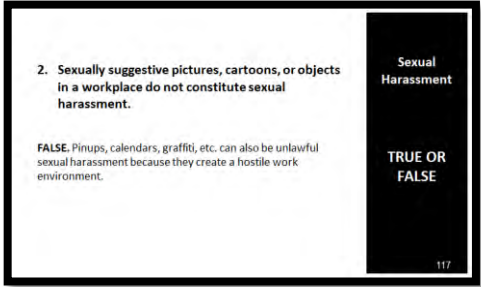 2. Sexually suggestive pictures, cartoons, or objects
in a workplace do not constitute sexual
harassment.
FALSE. Pinups, calendars, graffiti, etc. can also be unlawful
sexual harassment because they create a hostile work
environment.
Sexual
Harassment
TRUE OR
FALSE
117